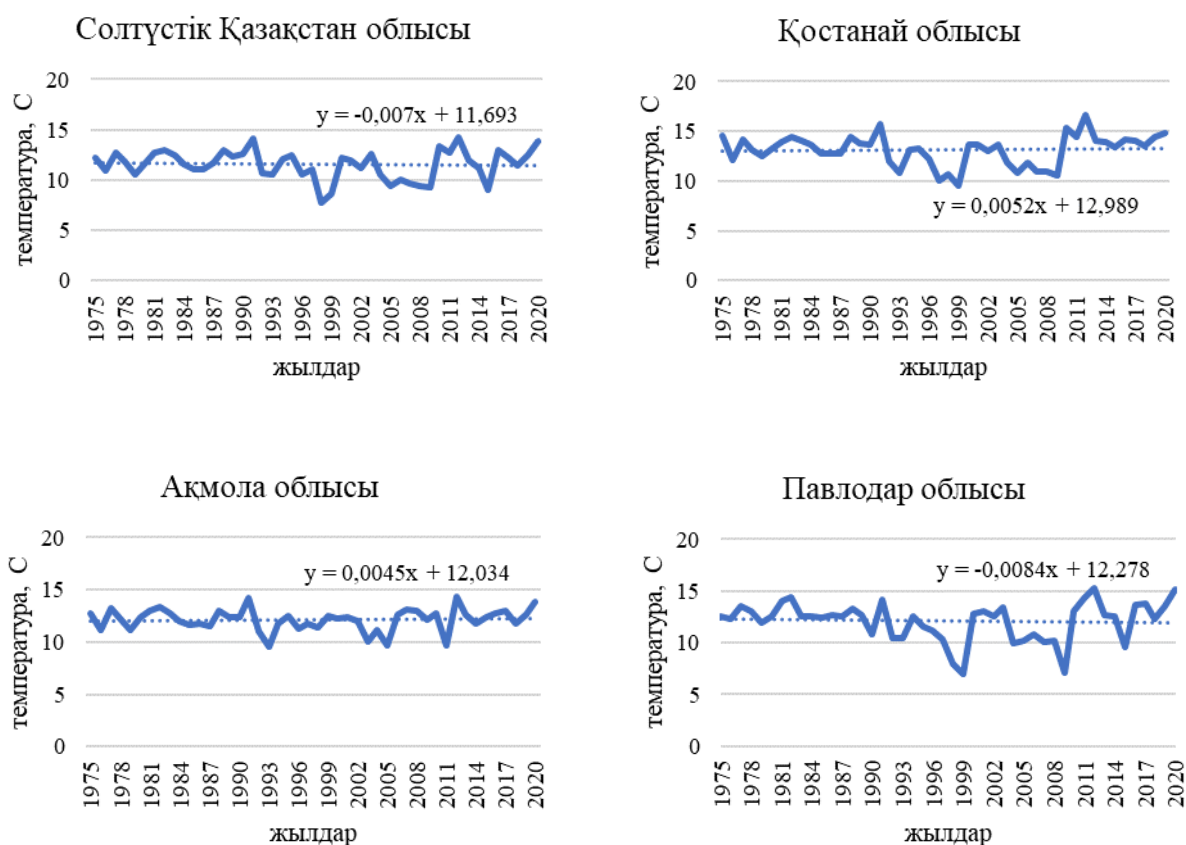 Солтүстік Қазақстан облысы
температура, С
20
15
10
5
0
y = -0,007x + 11,693
1975 1978 1981 1984 1987 1990 1993 1996 1999 2002 2005 2008 2011 2014 2017 2020
жылдар
Қостанай облысы
температура, С
20
15
10
5
0
y = 0,0052x + 12,989
1975 1978 1981 1984 1987 1990 1993 1996 1999 2002 2005 2008 2011 2014 2017 2020
жылдар
Ақмола облысы
температура, С
20
15
10
5
0
y = 0,0045x + 12,034
1975 1978 1981 1984 1987 1990 1993 1996 1999 2002 2005 2008 2011 2014 2017 2020
жылдар
Павлодар облысы
температура, С
20
15
10
5
0
y = -0,0084x + 12,278
1975 1978 1981 1984 1987 1990 1993 1996 1999 2002 2005 2008 2011 2014 2017 2020
жылдар